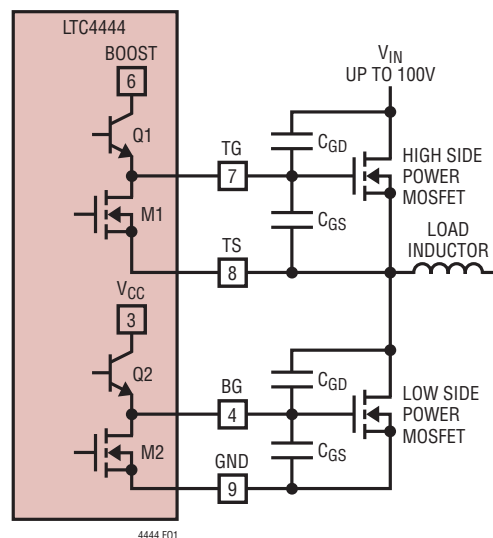 LTC4444
BOOST
6
Q1
M1
TG
7
TS
8
V_CC
3
Q2
M2
BG
4
GND
9
C_GD
C_GS
C_GD
C_GS
V_IN
UP TO 100V
HIGH SIDE
POWER
MOSFET
LOAD
INDUCTOR
LOW SIDE
POWER
MOSFET
4444 F01